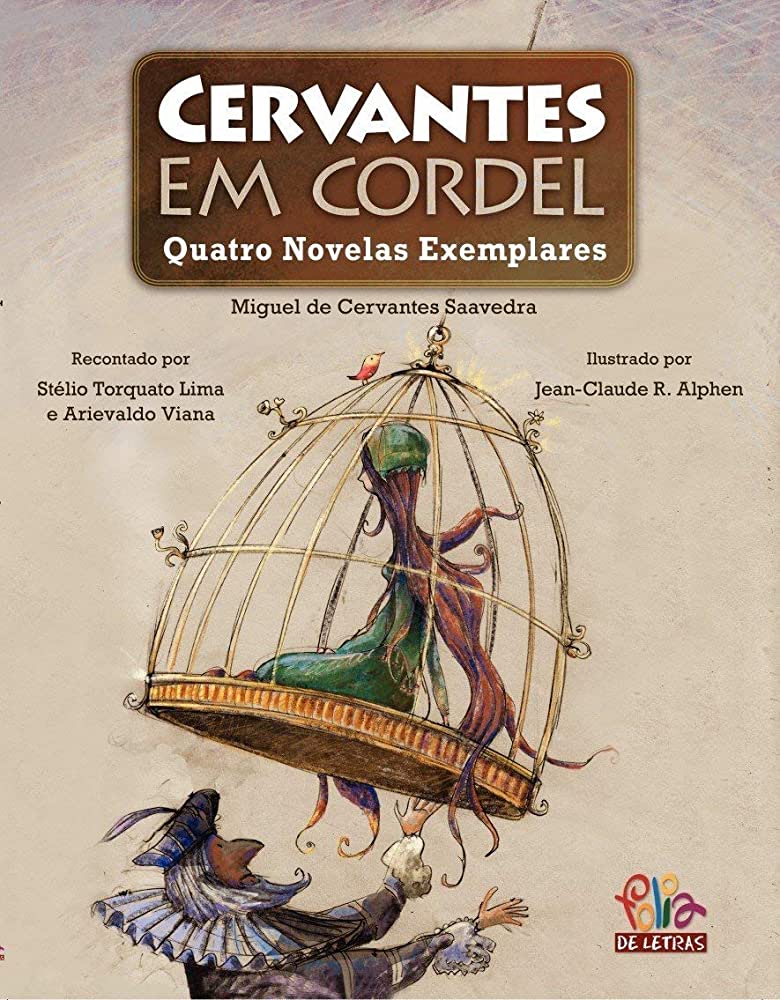 CERVANTES
EM CORDEL
Quatro Novelas Exemplares
Miguel de Cervantes Saavedra
Recontado por
Stélio Torquato Lima
e Arievaldo Viana
Ilustrado por
Jean-Claude R. Alphen
folia
DE LETRAS